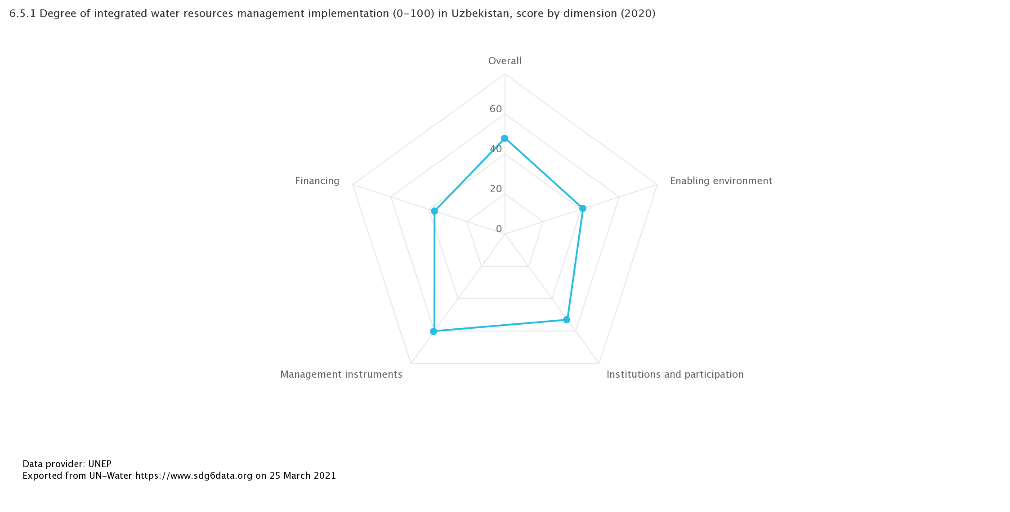 6.5.1 Degree of integrated water resources management implementation (0–100) in Uzbekistan, score by dimension (2020)
Overall
60
40
Financing
Enabling environment
20
0
Management instruments
Institutions and participation
Data provider: UNEP
Exported from UN-Water https://www.sdg6data.org on 25 March 2021